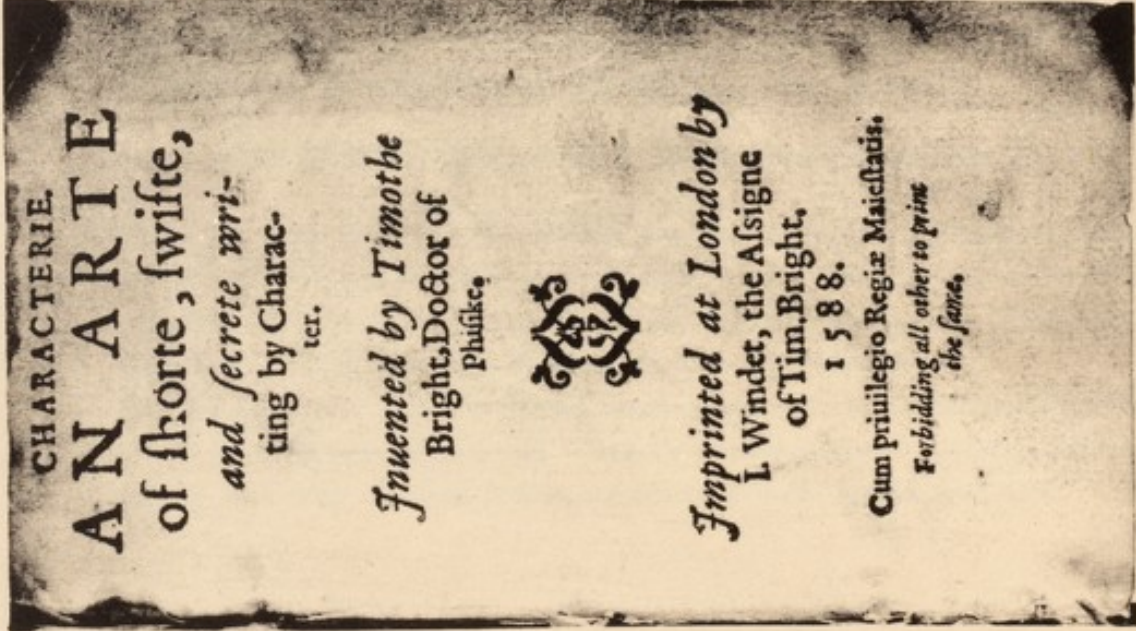 CHARACTERIE.
AN ARTE
of ſhorte, ſwifte,
and ſecrete wri-
ting by Charac-
ter.
Inuented by Timothe
Bright, Doctor of
Phiſike.
Imprinted at London by
I. Windet, the Aſsigne
of Tim. Bright.
1588.
Cum priuilegio Regiæ Maieſtatis.
Forbidding all other to print
the ſame.